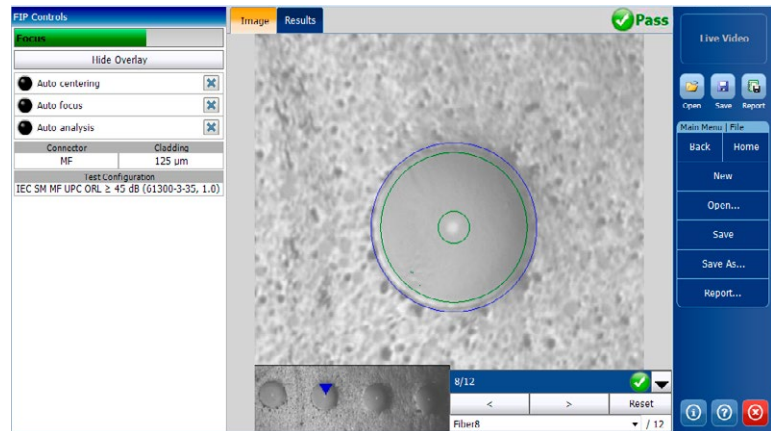 FIP Controls
Focus
Hide Overlay
Auto centering
Auto focus
Auto analysis
Connector Cladding
MF 125 µm
Test Configuration
IEC SM MF UPC ORL ≥ 45 dB (61300-3-35, 1.0)
Image Results
Pass
8/12
< > Reset
Fiber8 / 12
Live Video
Open Save Report
Main Menu File
Back Home
New
Open...
Save
Save As...
Report...